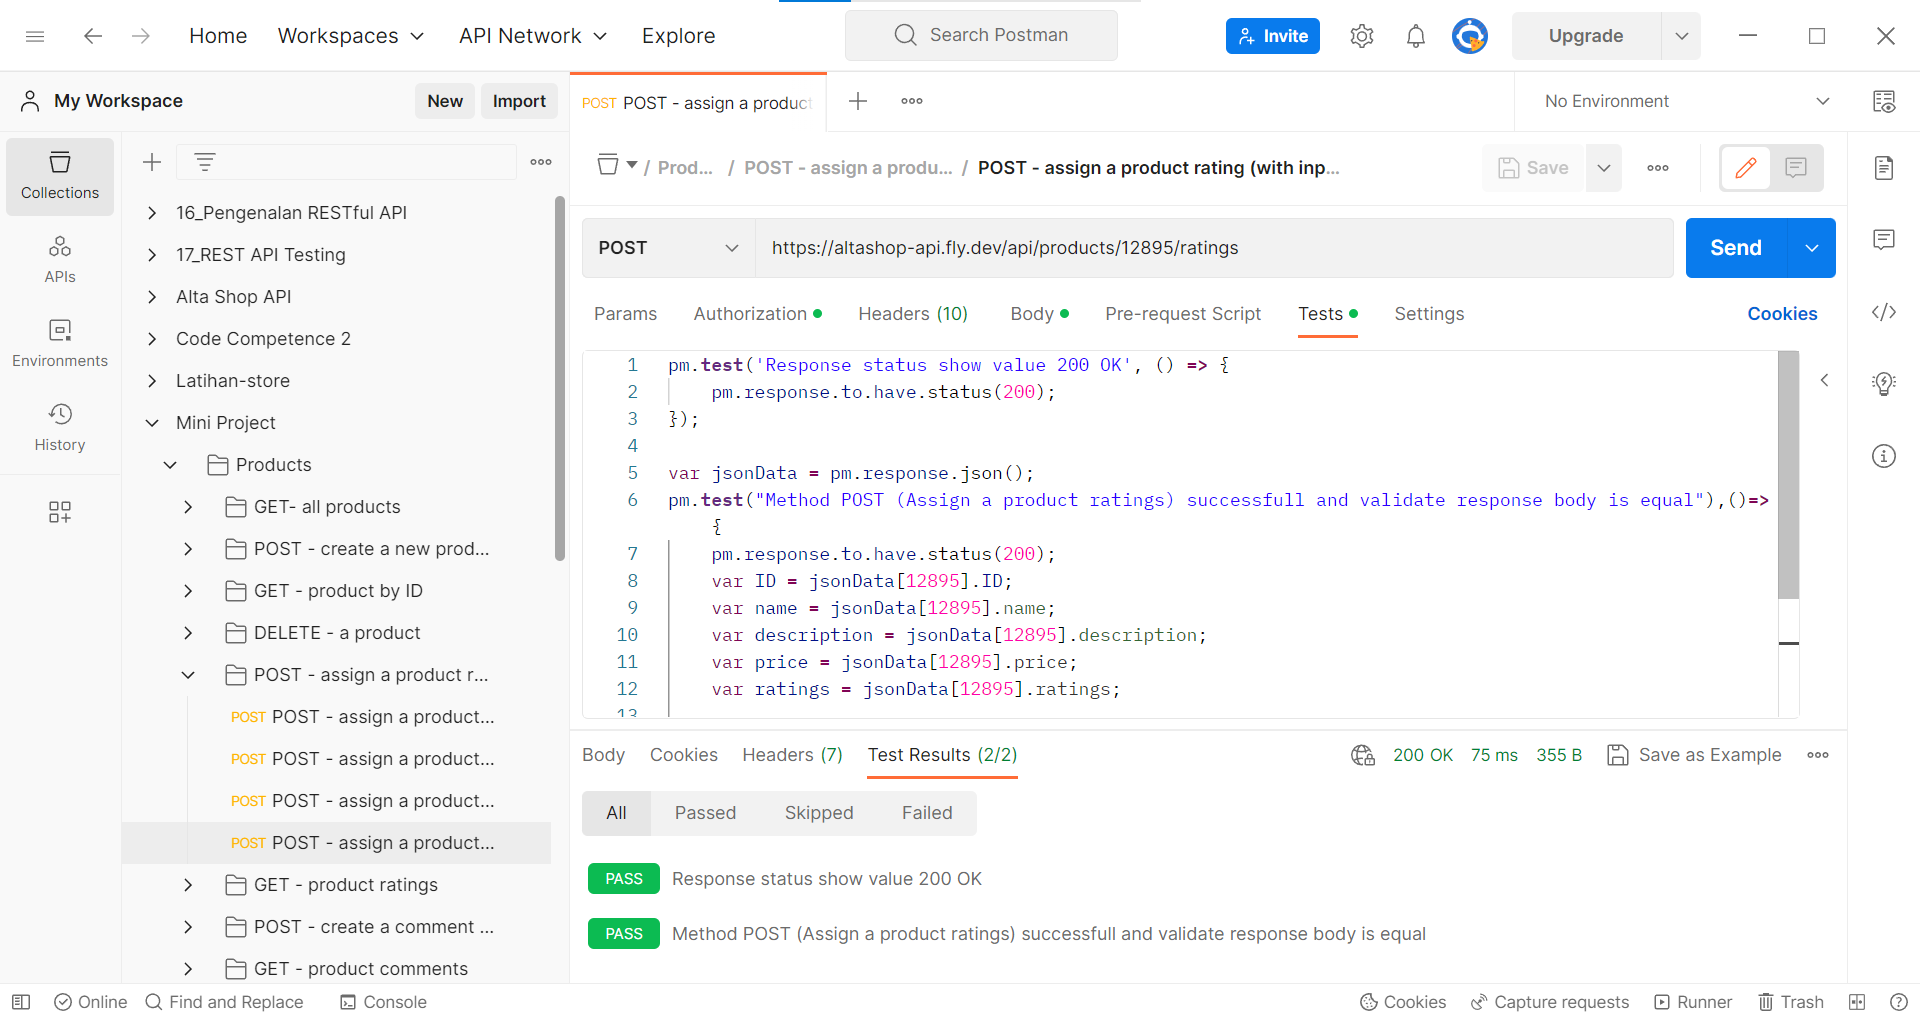 Home Workspaces API Network Explore Search Postman Invite Upgrade
My Workspace New Import POST POST - assign a product No Environment
/ Prod... / POST - assign a produ... / POST - assign a product rating (with inp... Save
Collections
APIs
Environments
History
16_Pengenalan RESTful API
17_REST API Testing
Alta Shop API
Code Competence 2
Latihan-store
Mini Project
Products
GET- all products
POST - create a new prod...
GET - product by ID
DELETE - a product
POST - assign a product r...
POST POST - assign a product...
POST POST - assign a product...
POST POST - assign a product...
POST POST - assign a product...
GET - product ratings
POST - create a comment ...
GET - product comments
POST https://altashop-api.fly.dev/api/products/12895/ratings Send
Params Authorization Headers (10) Body Pre-request Script Tests Settings Cookies
1 pm.test('Response status show value 200 OK', () => {
2 pm.response.to.have.status(200);
3 });
4
5 var jsonData = pm.response.json();
6 pm.test("Method POST (Assign a product ratings) successfull and validate response body is equal"),()=>
{
7 pm.response.to.have.status(200);
8 var ID = jsonData[12895].ID;
9 var name = jsonData[12895].name;
10 var description = jsonData[12895].description;
11 var price = jsonData[12895].price;
12 var ratings = jsonData[12895].ratings;
13
Body Cookies Headers (7) Test Results (2/2) 200 OK 75 ms 355 B Save as Example
All Passed Skipped Failed
PASS Response status show value 200 OK
PASS Method POST (Assign a product ratings) successfull and validate response body is equal
Online Find and Replace Console Cookies Capture requests Runner Trash